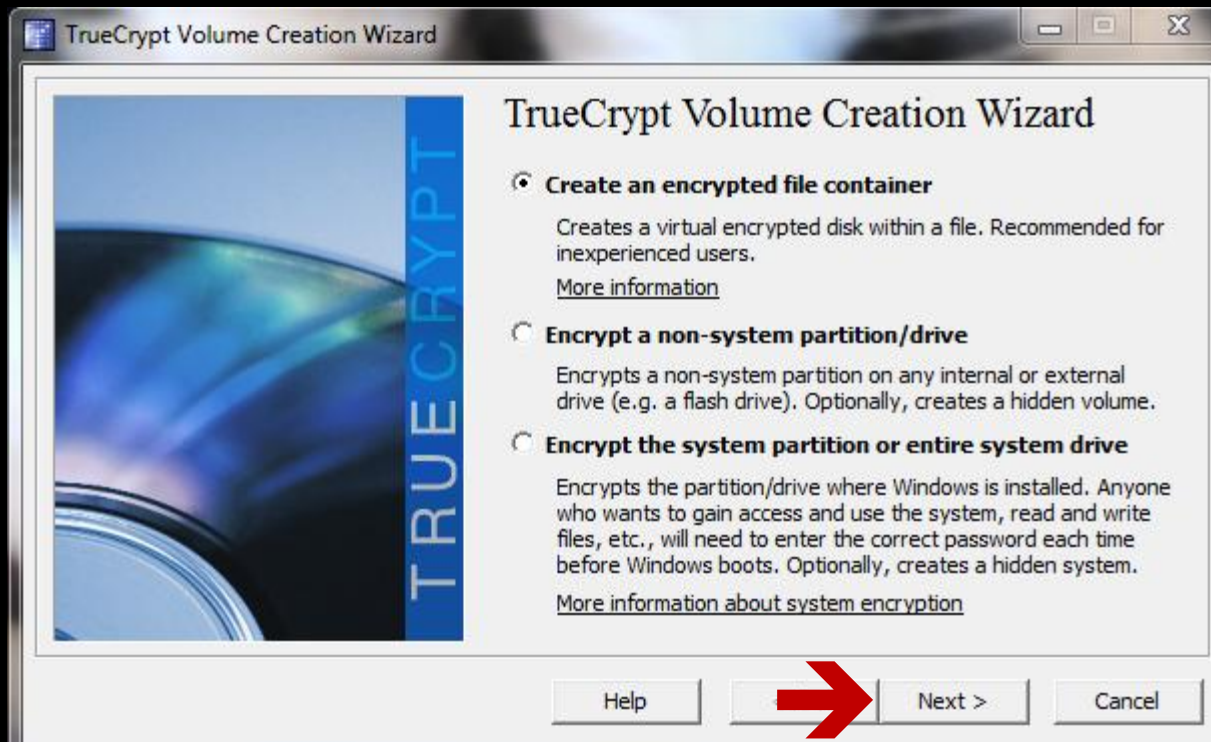 TrueCrypt Volume Creation Wizard
TRUECRYPT
TrueCrypt Volume Creation Wizard
Create an encrypted file container
Creates a virtual encrypted disk within a file. Recommended for
inexperienced users.
More information
Encrypt a non-system partition/drive
Encrypts a non-system partition on any internal or external
drive (e.g. a flash drive). Optionally, creates a hidden volume.
Encrypt the system partition or entire system drive
Encrypts the partition/drive where Windows is installed. Anyone
who wants to gain access and use the system, read and write
files, etc., will need to enter the correct password each time
before Windows boots. Optionally, creates a hidden system.
More information about system encryption
Help Next > Cancel